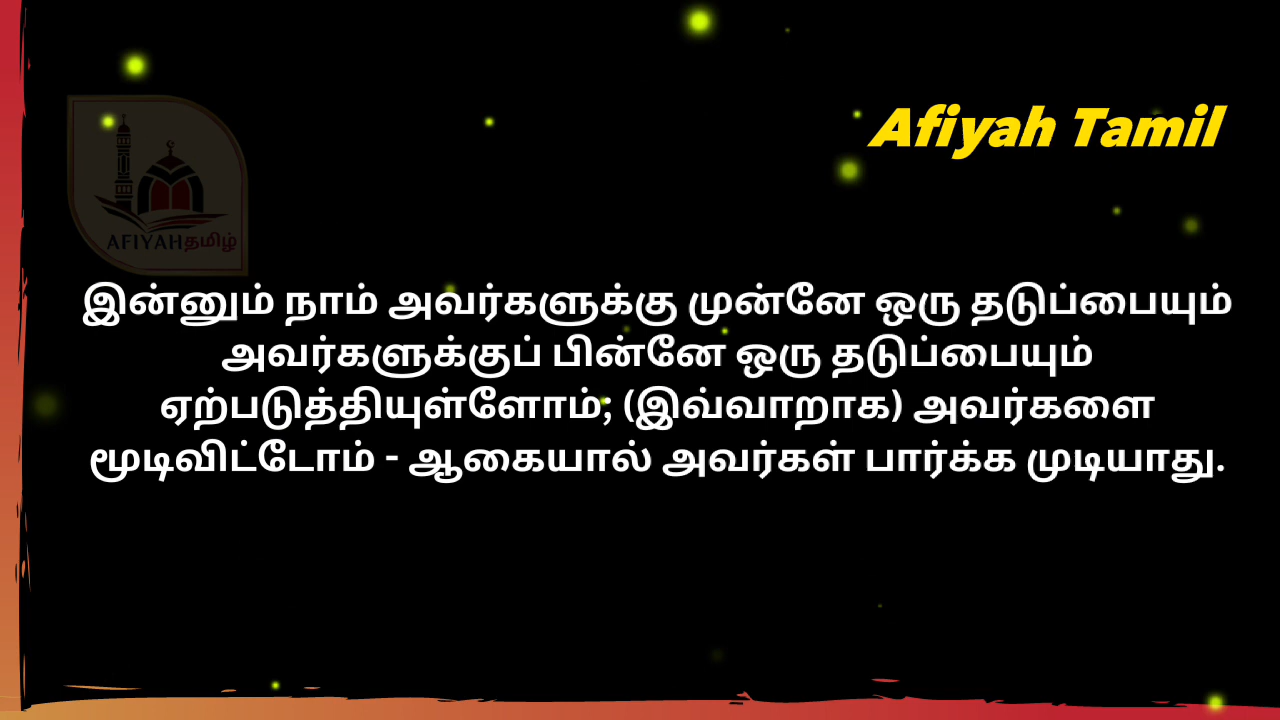 Afiyah Tamil
AFIYAHதமிழ்
இன்னும் நாம் அவர்களுக்கு முன்னே ஒரு தடுப்பையும்
அவர்களுக்குப் பின்னே ஒரு தடுப்பையும்
ஏற்படுத்தியுள்ளோம்; (இவ்வாறாக) அவர்களை
மூடிவிட்டோம் - ஆகையால் அவர்கள் பார்க்க முடியாது.